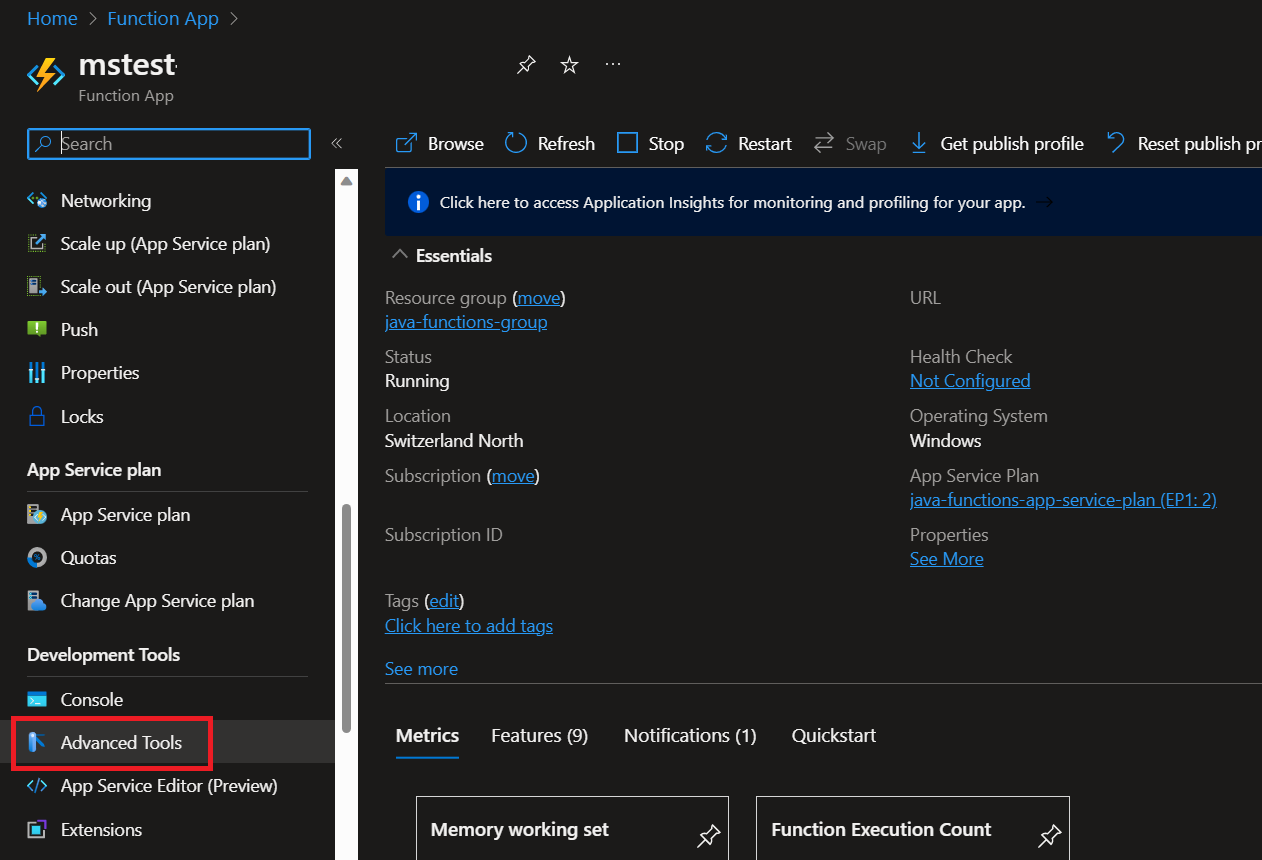 Home > Function App >
mstest
Function App
Search
«
Networking
Scale up (App Service plan)
Scale out (App Service plan)
Push
Properties
Locks
App Service plan
App Service plan
Quotas
Change App Service plan
Development Tools
Console
Advanced Tools
App Service Editor (Preview)
Extensions
Browse Refresh Stop Restart Swap Get publish profile Reset publish pr
Click here to access Application Insights for monitoring and profiling for your app. →
Essentials
Resource group (move)
java-functions-group
Status
Running
Location
Switzerland North
Subscription (move)
Subscription ID
Tags (edit)
Click here to add tags
See more
URL
Health Check
Not Configured
Operating System
Windows
App Service Plan
java-functions-app-service-plan (EP1: 2)
Properties
See More
Metrics Features (9) Notifications (1) Quickstart
Memory working set
Function Execution Count